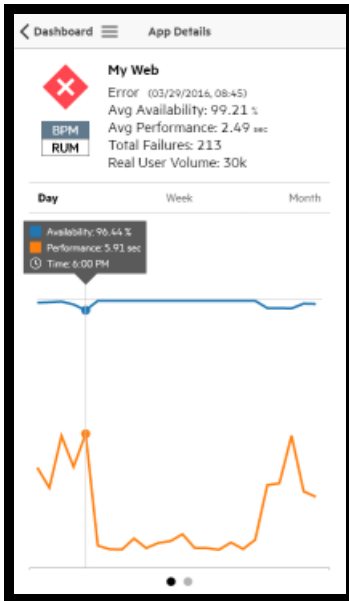 Dashboard App Details
My Web
Error (03/29/2016, 08:45)
Avg Availability: 99.21 %
Avg Performance: 2.49 sec
Total Failures: 213
Real User Volume: 30k
BPM
RUM
Day Week Month
Availability: 96.44 %
Performance: 5.91 sec
Time: 6:00 PM